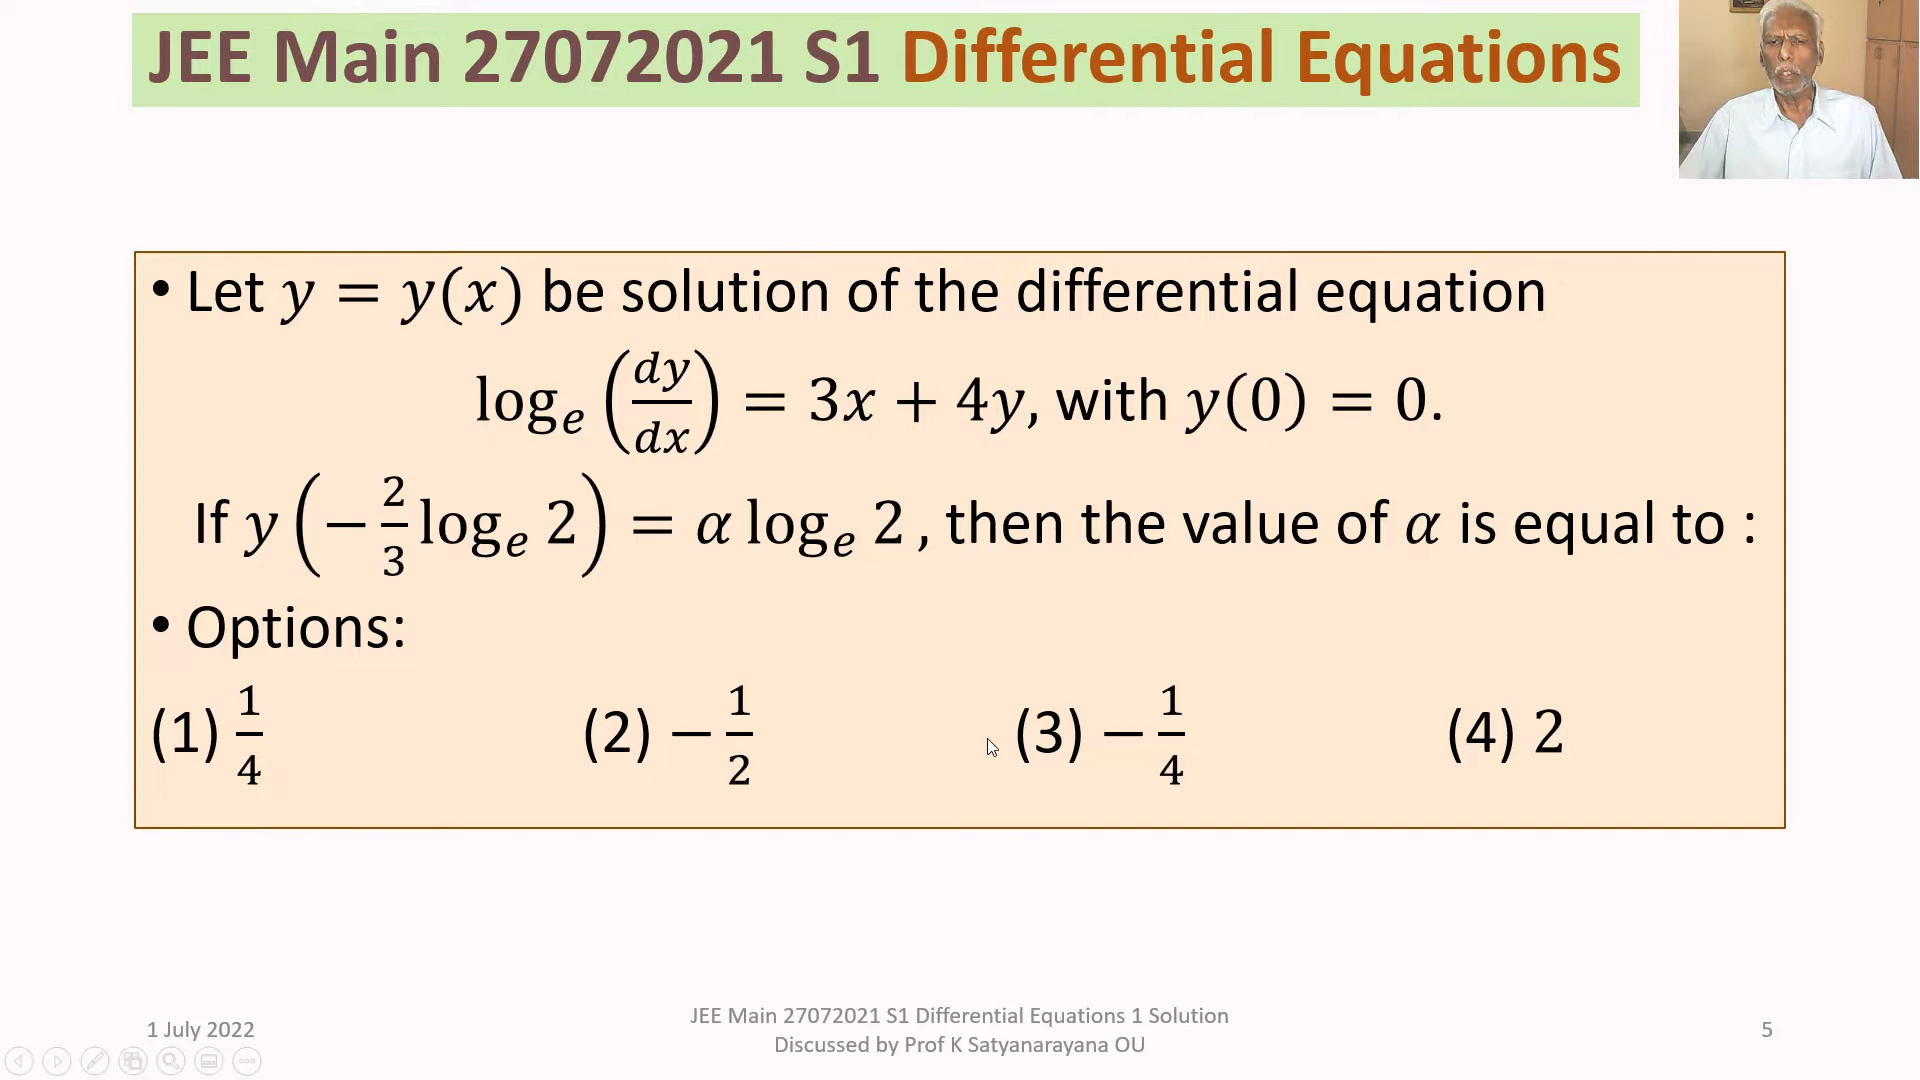 JEE Main 27072021 S1 Differential Equations
• Let y = y(x) be solution of the differential equation
logₑ (dy/dx) = 3x + 4y, with y(0) = 0.
If y(−2/3 logₑ 2) = α logₑ 2 , then the value of α is equal to :
• Options:
(1) 1/4 (2) −1/2 (3) −1/4 (4) 2
1 July 2022
JEE Main 27072021 S1 Differential Equations 1 Solution
Discussed by Prof K Satyanarayana OU
5